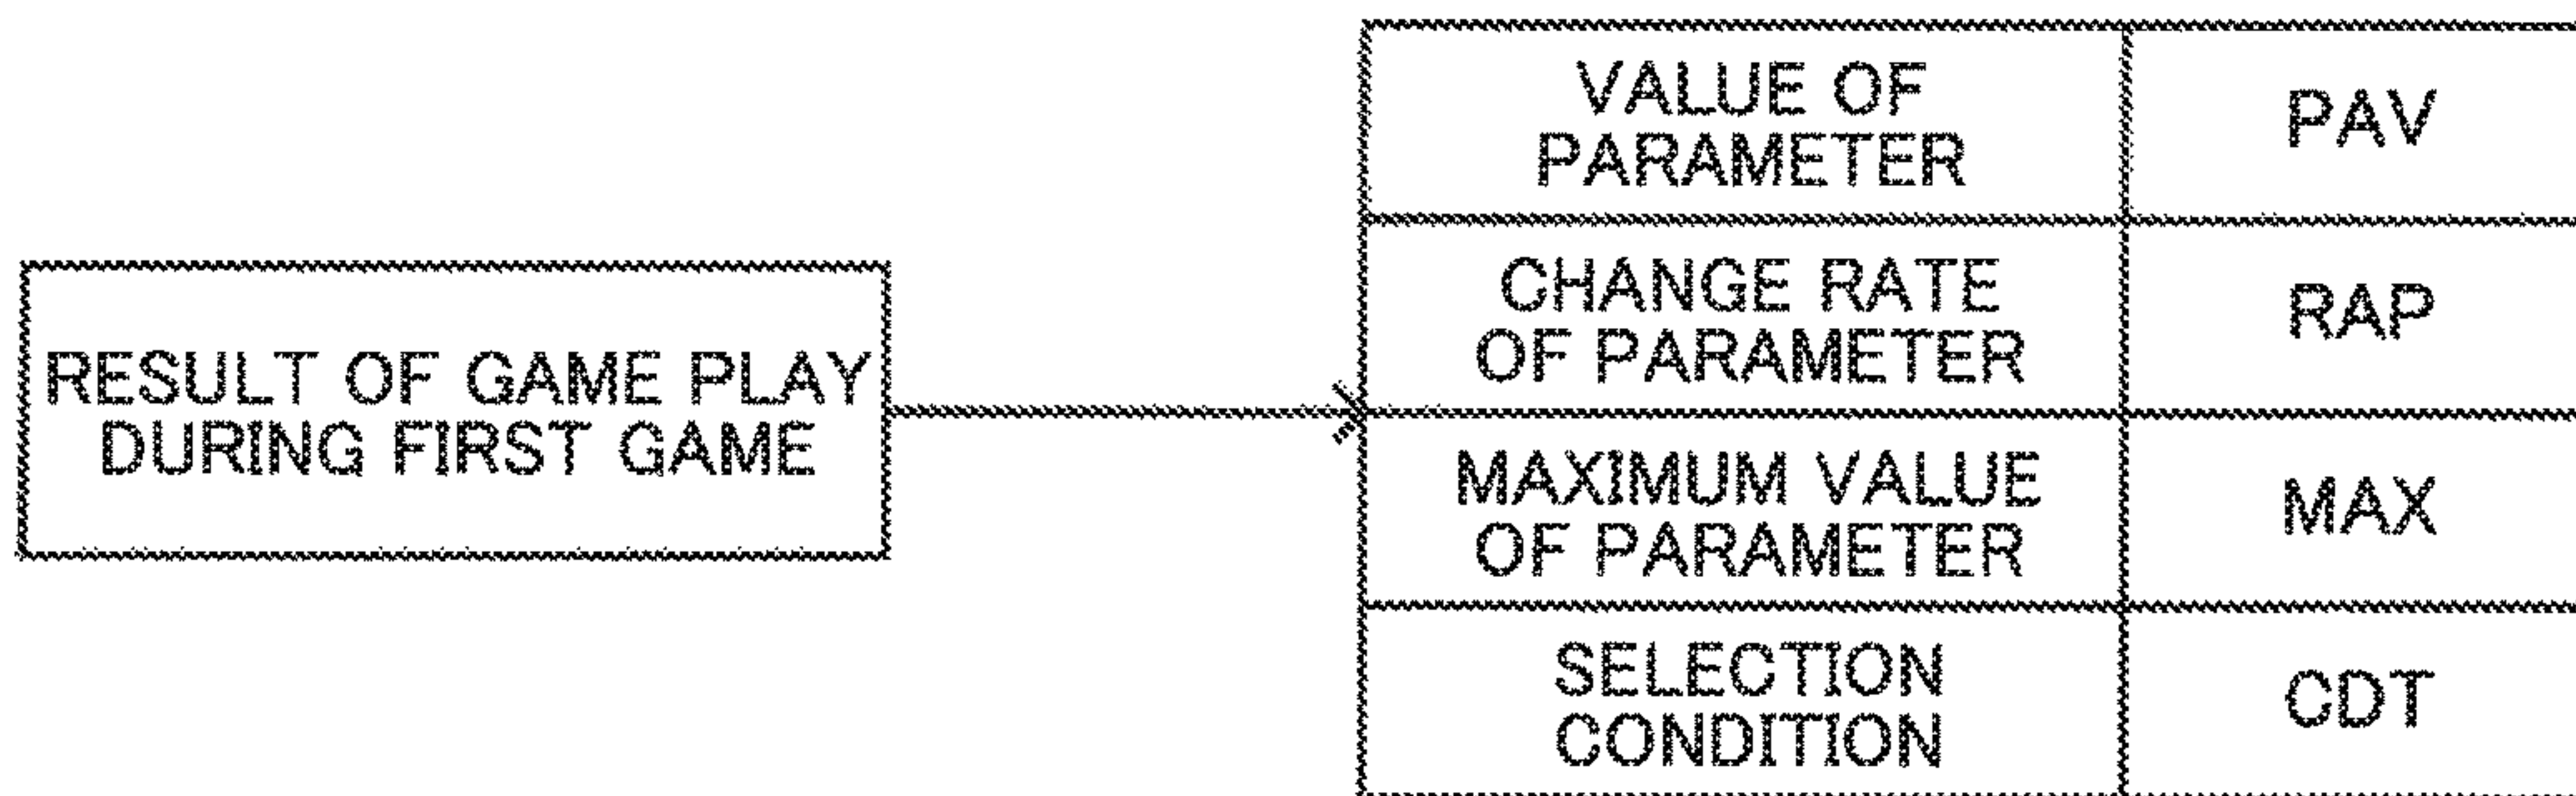 RESULT OF GAME PLAY
DURING FIRST GAME
VALUE OF
PARAMETER
PAV
CHANGE RATE
OF PARAMETER
RAP
MAXIMUM VALUE
OF PARAMETER
MAX
SELECTION
CONDITION
CDT